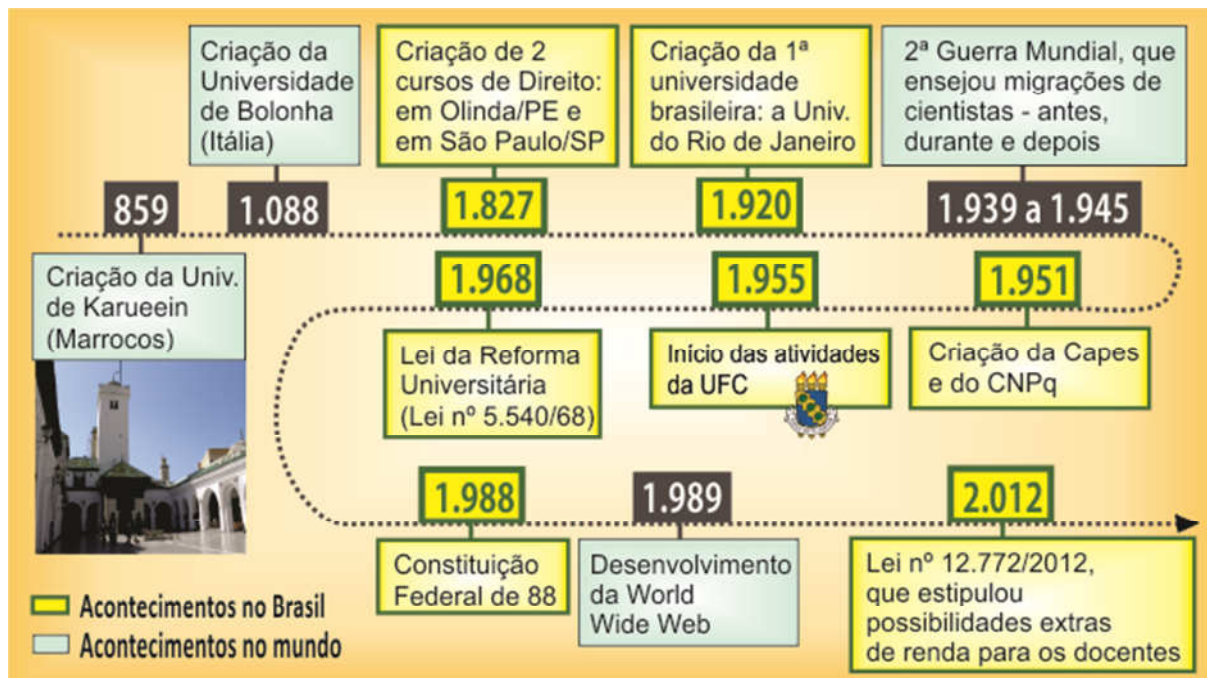 Criação da
Universidade
de Bolonha
(Itália)
Criação de 2
cursos de Direito:
em Olinda/PE e
em São Paulo/SP
Criação da 1ª
universidade
brasileira: a Univ.
do Rio de Janeiro
2ª Guerra Mundial, que
ensejou migrações de
cientistas - antes,
durante e depois
859
1.088
1.827
1.920
1.939 a 1.945
Criação da Univ.
de Karueein
(Marrocos)
1.968
1.955
1.951
Lei da Reforma
Universitária
(Lei nº 5.540/68)
Início das atividades
da UFC
Criação da Capes
e do CNPq
1.988
1.989
2.012
Constituição
Federal de 88
Desenvolvimento
da World
Wide Web
Lei nº 12.772/2012,
que estipulou
possibilidades extras
de renda para os docentes
Acontecimentos no Brasil
Acontecimentos no mundo